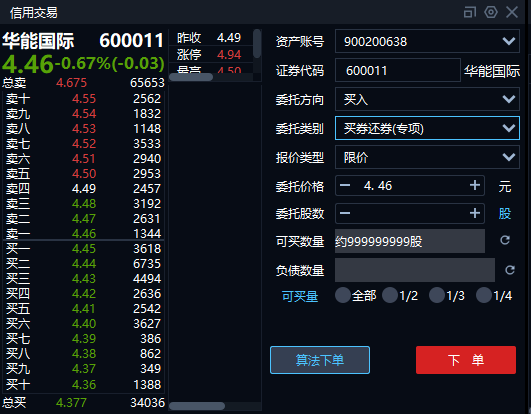 信用交易
华能国际 600011
4.46 -0.67%(-0.03)
总卖 4.675 65653
卖十 4.55 2562
卖九 4.54 1832
卖八 4.53 1148
卖七 4.52 3533
卖六 4.51 2940
卖五 4.50 2953
卖四 4.49 2457
卖三 4.48 3192
卖二 4.47 2631
卖一 4.46 1344
买一 4.45 3618
买二 4.44 6735
买三 4.43 4494
买四 4.42 2636
买五 4.41 2542
买六 4.40 3627
买七 4.39 386
买八 4.38 862
买九 4.37 349
买十 4.36 1388
总买 4.377 34036
昨收 4.49
涨停 4.94
最高 4.50
资产账号 900200638
证券代码 600011 华能国际
委托方向 买入
委托类别 买券还券(专项)
报价类型 限价
委托价格 4.46 元
委托股数 股
可买数量 约999999999股
负债数量
可买量 全部 1/2 1/3 1/4
算法下单 下 单